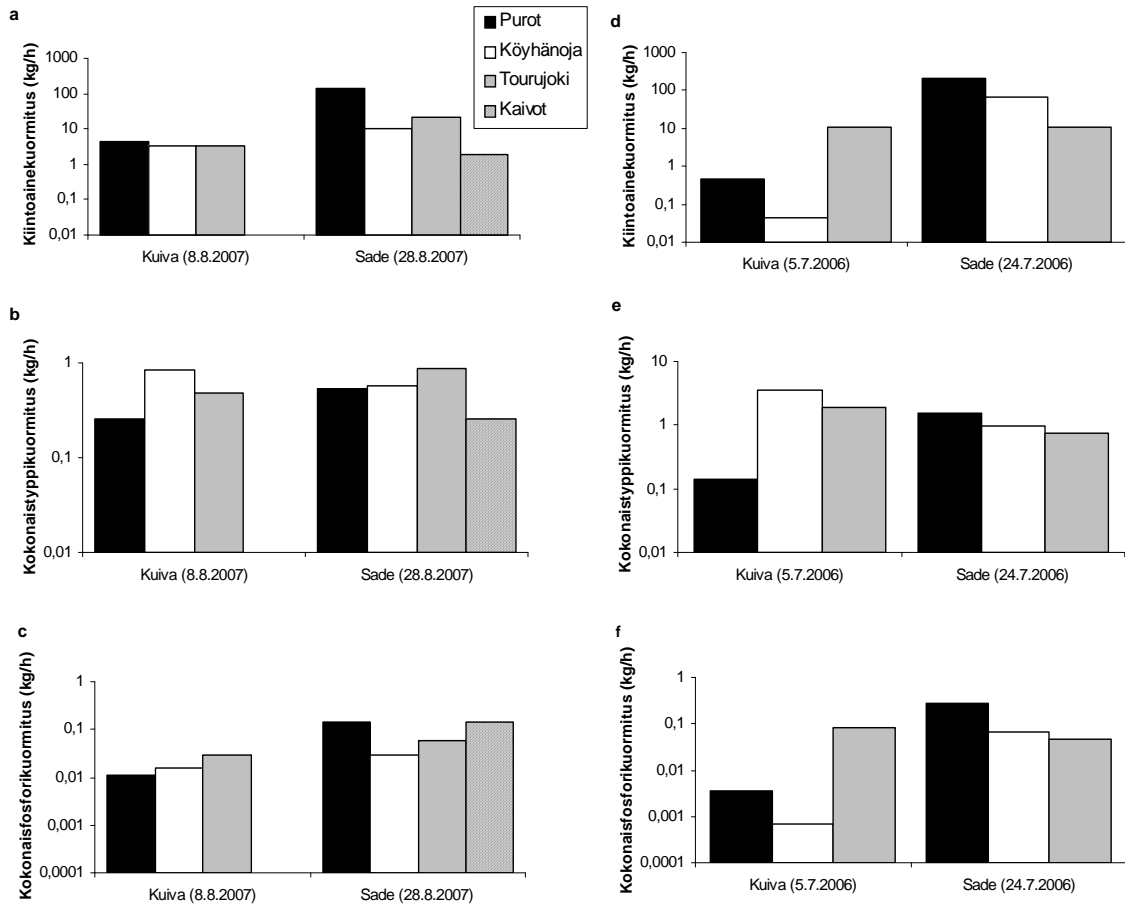 a
Kiintoainekuormitus (kg/h)
1000
100
10
1
0,1
0,01
Kuiva (8.8.2007)
Sade (28.8.2007)
Purot
Köyhänoja
Tourujoki
Kaivot
d
Kiintoainekuormitus (kg/h)
1000
100
10
1
0,1
0,01
Kuiva (5.7.2006)
Sade (24.7.2006)
b
Kokonaistyppikuormitus (kg/h)
1
0,1
0,01
Kuiva (8.8.2007)
Sade (28.8.2007)
e
Kokonaistyppikuormitus (kg/h)
10
1
0,1
0,01
Kuiva (5.7.2006)
Sade (24.7.2006)
c
Kokonaisfosforikuormitus (kg/h)
1
0,1
0,01
0,001
0,0001
Kuiva (8.8.2007)
Sade (28.8.2007)
f
Kokonaisfosforikuormitus (kg/h)
1
0,1
0,01
0,001
0,0001
Kuiva (5.7.2006)
Sade (24.7.2006)